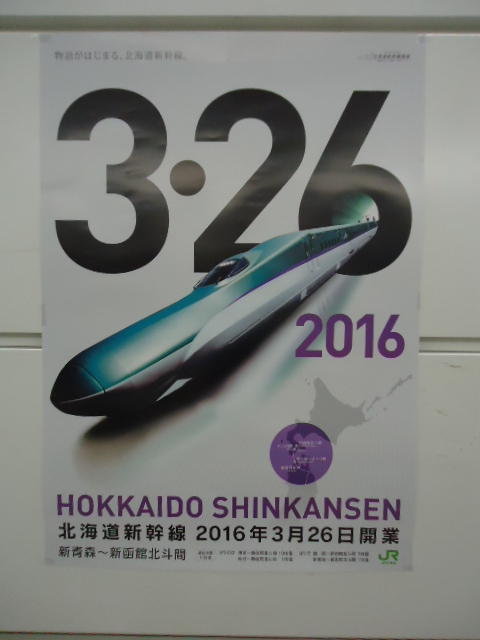 物語がはじまる、北海道新幹線。
3・26
2016
HOKKAIDO SHINKANSEN
北海道新幹線 2016年3月26日開業
新青森～新函館北斗間
JR